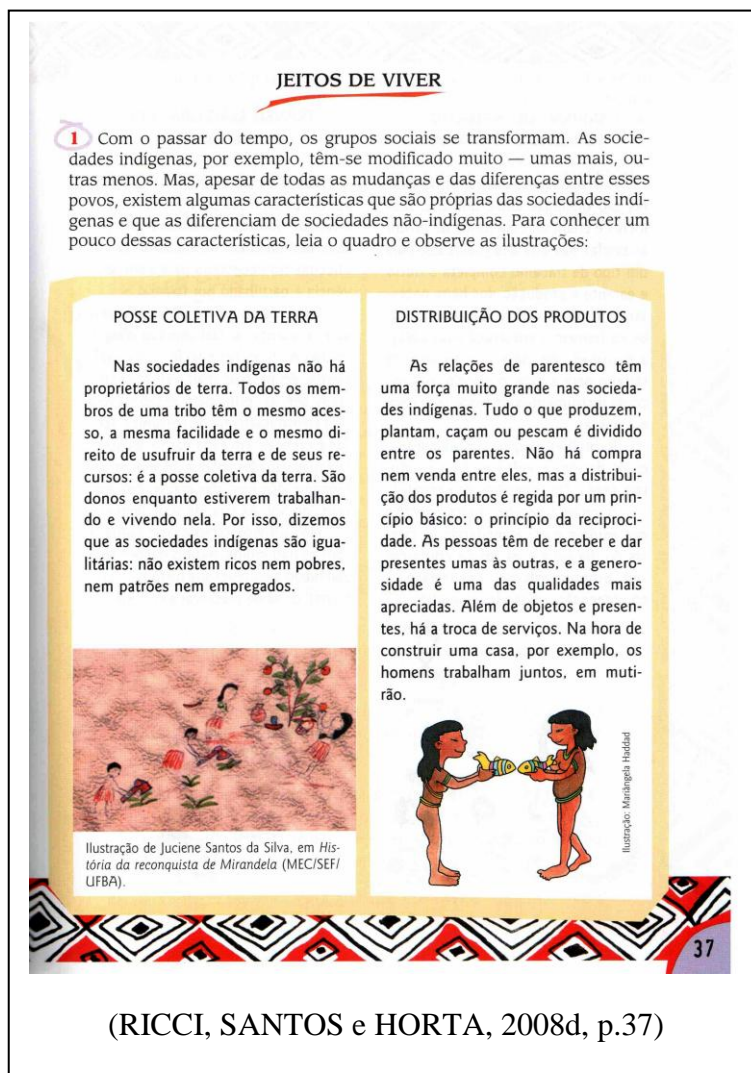 JEITOS DE VIVER
1 Com o passar do tempo, os grupos sociais se transformam. As socie-
dades indígenas, por exemplo, têm-se modificado muito — umas mais, ou-
tras menos. Mas, apesar de todas as mudanças e das diferenças entre esses
povos, existem algumas características que são próprias das sociedades indí-
genas e que as diferenciam de sociedades não-indígenas. Para conhecer um
pouco dessas características, leia o quadro e observe as ilustrações:
POSSE COLETIVA DA TERRA
Nas sociedades indígenas não há
proprietários de terra. Todos os mem-
bros de uma tribo têm o mesmo aces-
so, a mesma facilidade e o mesmo di-
reito de usufruir da terra e de seus re-
cursos: é a posse coletiva da terra. São
donos enquanto estiverem trabalhan-
do e vivendo nela. Por isso, dizemos
que as sociedades indígenas são igua-
litárias: não existem ricos nem pobres,
nem patrões nem empregados.
Ilustração de Juciene Santos da Silva, em His-
tória da reconquista de Mirandela (MEC/SEF/
UFBA).
DISTRIBUIÇÃO DOS PRODUTOS
As relações de parentesco têm
uma força muito grande nas socieda-
des indígenas. Tudo o que produzem,
plantam, caçam ou pescam é dividido
entre os parentes. Não há compra
nem venda entre eles, mas a distribui-
ção dos produtos é regida por um prin-
cípio básico: o princípio da reciproci-
dade. As pessoas têm de receber e dar
presentes umas às outras, e a genero-
sidade é uma das qualidades mais
apreciadas. Além de objetos e presen-
tes, há a troca de serviços. Na hora de
construir uma casa, por exemplo, os
homens trabalham juntos, em muti-
rão.
Ilustração: Mariângela Haddad
37
(RICCI, SANTOS e HORTA, 2008d, p.37)